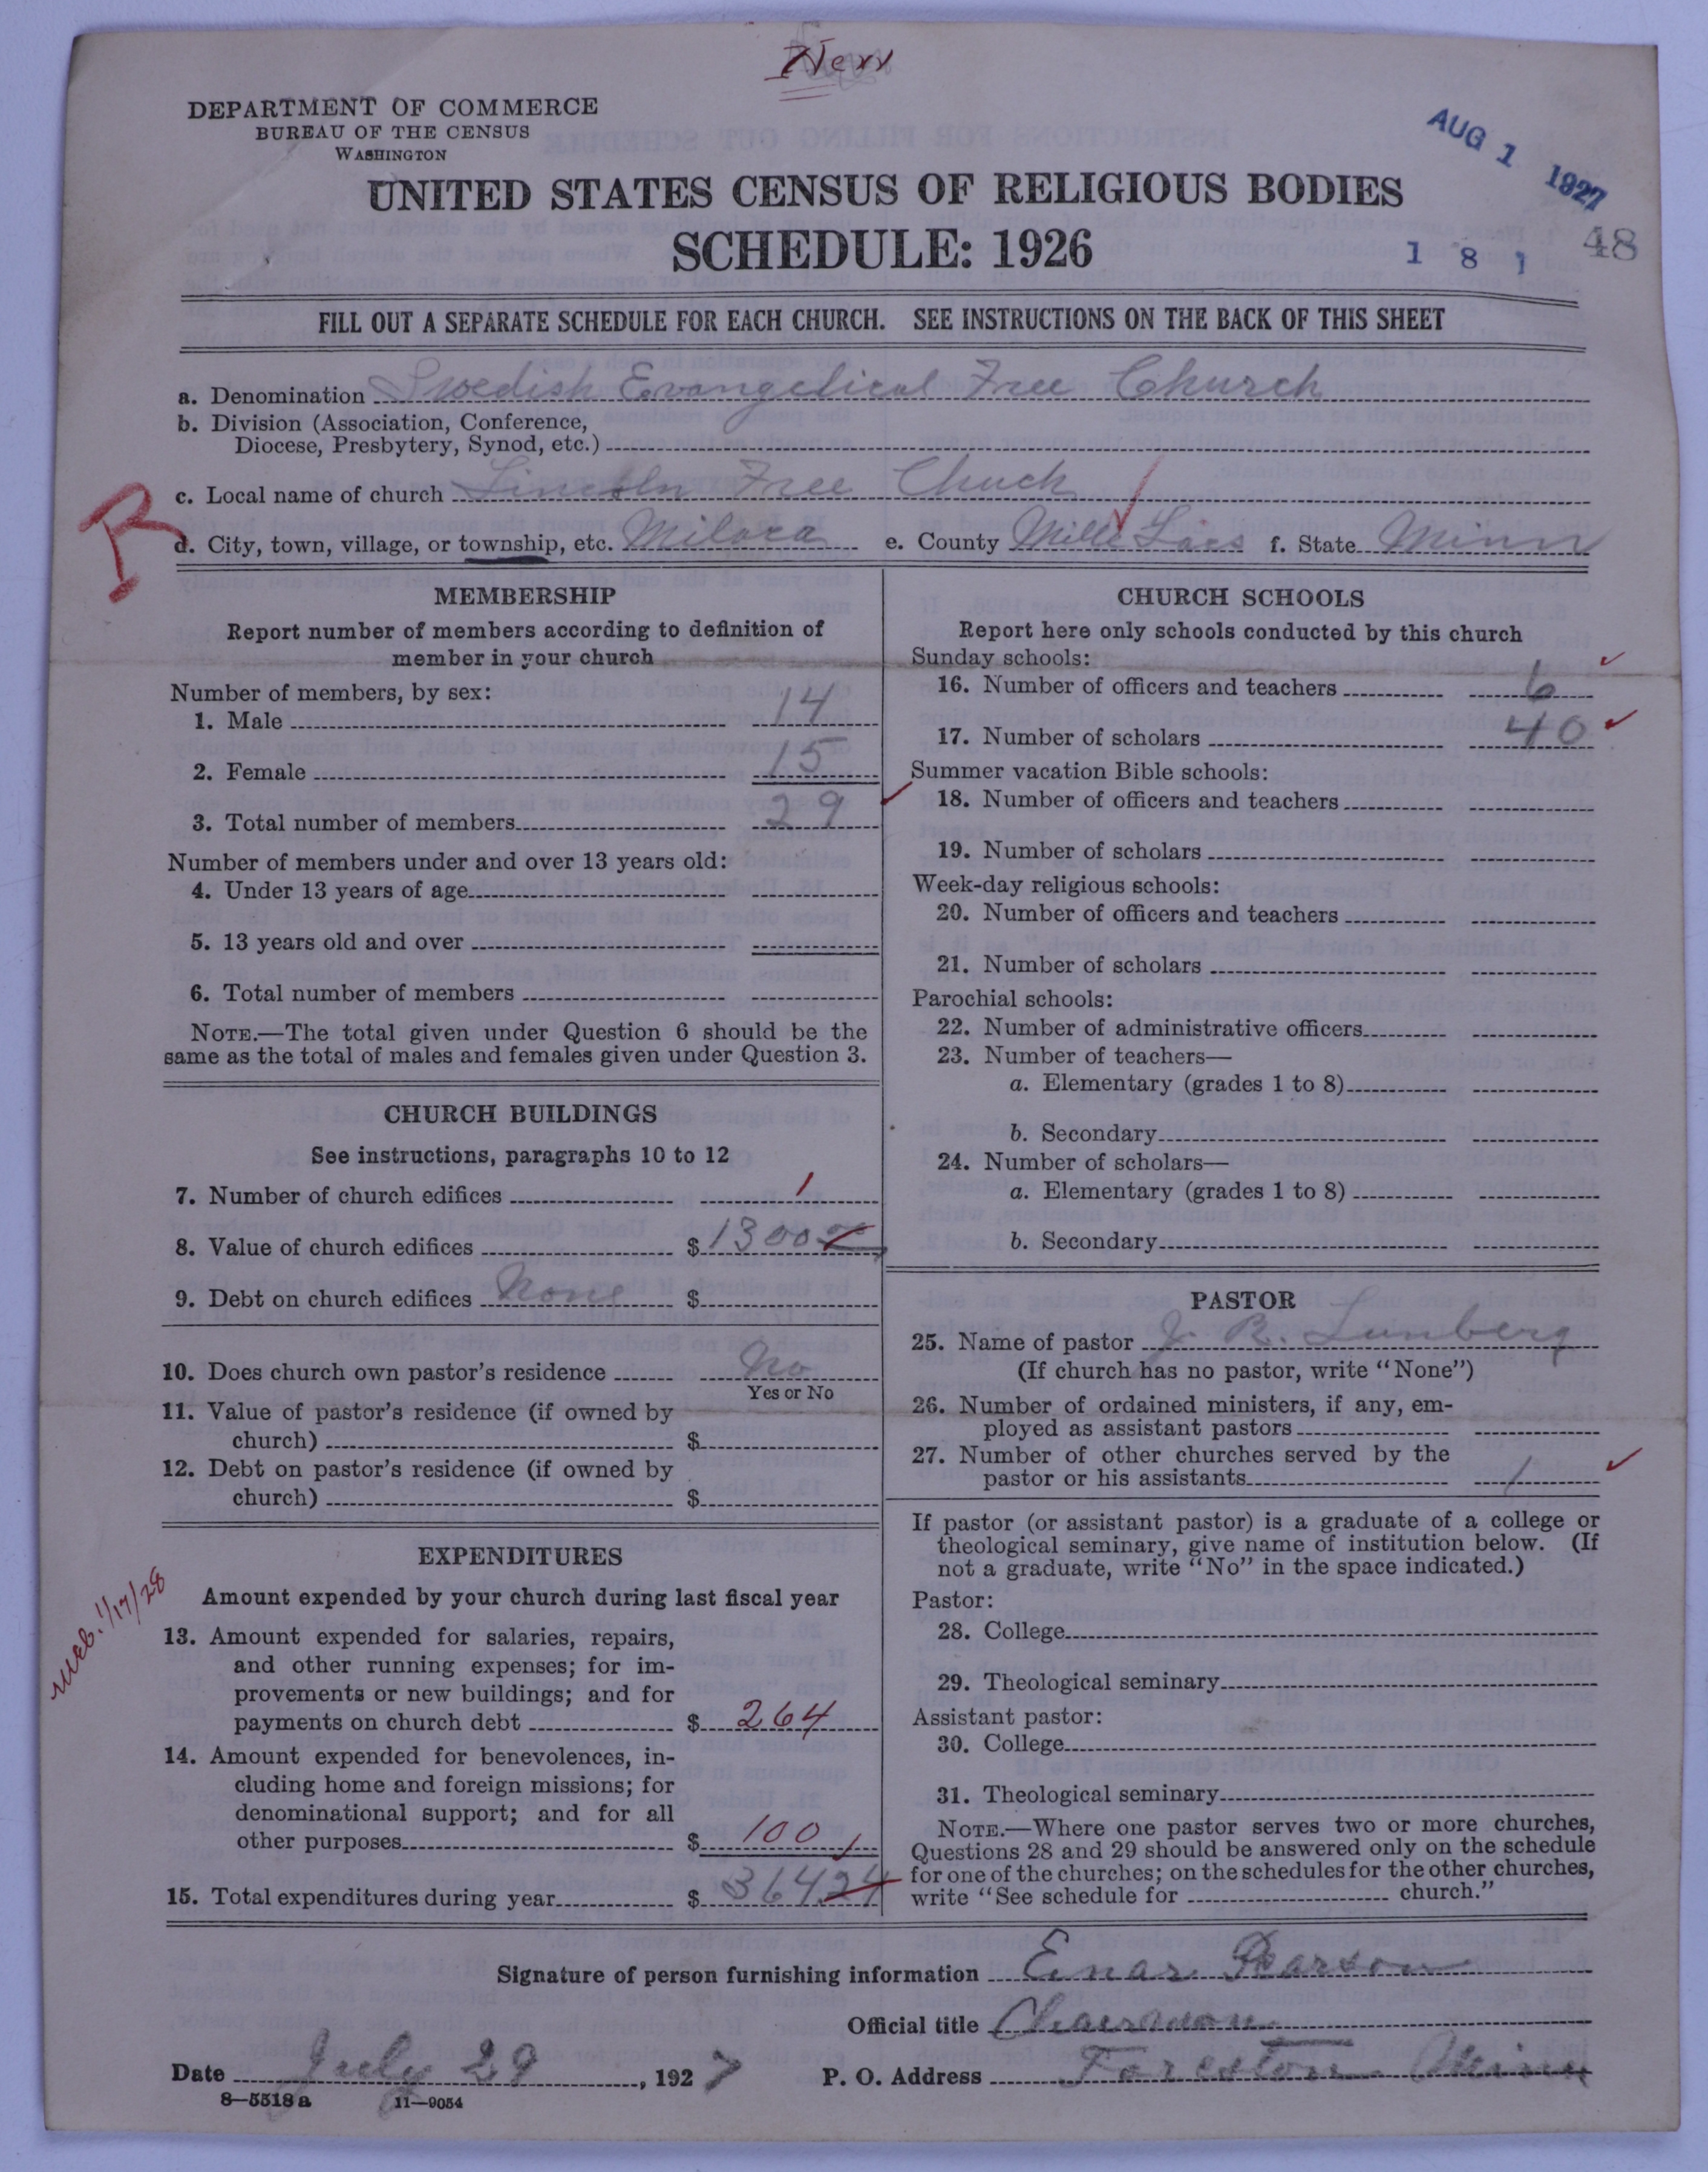 New
DEPARTMENT OF COMMERCE
BUREAU OF THE CENSUS
WASHINGTON
AUG 1 1927
UNITED STATES CENSUS OF RELIGIOUS BODIES
SCHEDULE: 1926
1 8 1 48
FILL OUT A SEPARATE SCHEDULE FOR EACH CHURCH. SEE INSTRUCTIONS ON THE BACK OF THIS SHEET
a. Denomination Swedish Evangelical Free Church
b. Division (Association, Conference,
Diocese, Presbytery, Synod, etc.)
R
c. Local name of church Lincoln Free Chuch
d. City, town, village, or township, etc. Milaca e. County Mille Lacs f. State Minn
MEMBERSHIP
Report number of members according to definition of
member in your church
Number of members, by sex:
1. Male 14
2. Female 15
3. Total number of members 29
Number of members under and over 13 years old:
4. Under 13 years of age
5. 13 years old and over
6. Total number of members
NOTE.—The total given under Question 6 should be the
same as the total of males and females given under Question 3.
CHURCH BUILDINGS
See instructions, paragraphs 10 to 12
7. Number of church edifices 1
8. Value of church edifices $ 1300 00
9. Debt on church edifices None $
10. Does church own pastor's residence No
Yes or No
11. Value of pastor's residence (if owned by
church) $
12. Debt on pastor's residence (if owned by
church) $
EXPENDITURES
1/17/28
Amount expended by your church during last fiscal year
13. Amount expended for salaries, repairs,
and other running expenses; for im-
provements or new buildings; and for
payments on church debt $ 264
14. Amount expended for benevolences, in-
cluding home and foreign missions; for
denominational support; and for all
other purposes $ 100
15. Total expenditures during year $ 364.24
CHURCH SCHOOLS
Report here only schools conducted by this church
Sunday schools:
16. Number of officers and teachers 6
17. Number of scholars 40
Summer vacation Bible schools:
18. Number of officers and teachers
19. Number of scholars
Week-day religious schools:
20. Number of officers and teachers
21. Number of scholars
Parochial schools:
22. Number of administrative officers
23. Number of teachers—
a. Elementary (grades 1 to 8)
b. Secondary
24. Number of scholars—
a. Elementary (grades 1 to 8)
b. Secondary
PASTOR
25. Name of pastor J. R. Lunberg
(If church has no pastor, write "None")
26. Number of ordained ministers, if any, em-
ployed as assistant pastors
27. Number of other churches served by the
pastor or his assistants 1
If pastor (or assistant pastor) is a graduate of a college or
theological seminary, give name of institution below. (If
not a graduate, write "No" in the space indicated.)
Pastor:
28. College
29. Theological seminary
Assistant pastor:
30. College
31. Theological seminary
NOTE.—Where one pastor serves two or more churches,
Questions 28 and 29 should be answered only on the schedule
for one of the churches; on the schedules for the other churches,
write "See schedule for church."
Signature of person furnishing information Einar Pearson
Official title Chairman
Date July 29, 1927 P. O. Address Foreston Minn
8—5518a 11—9054